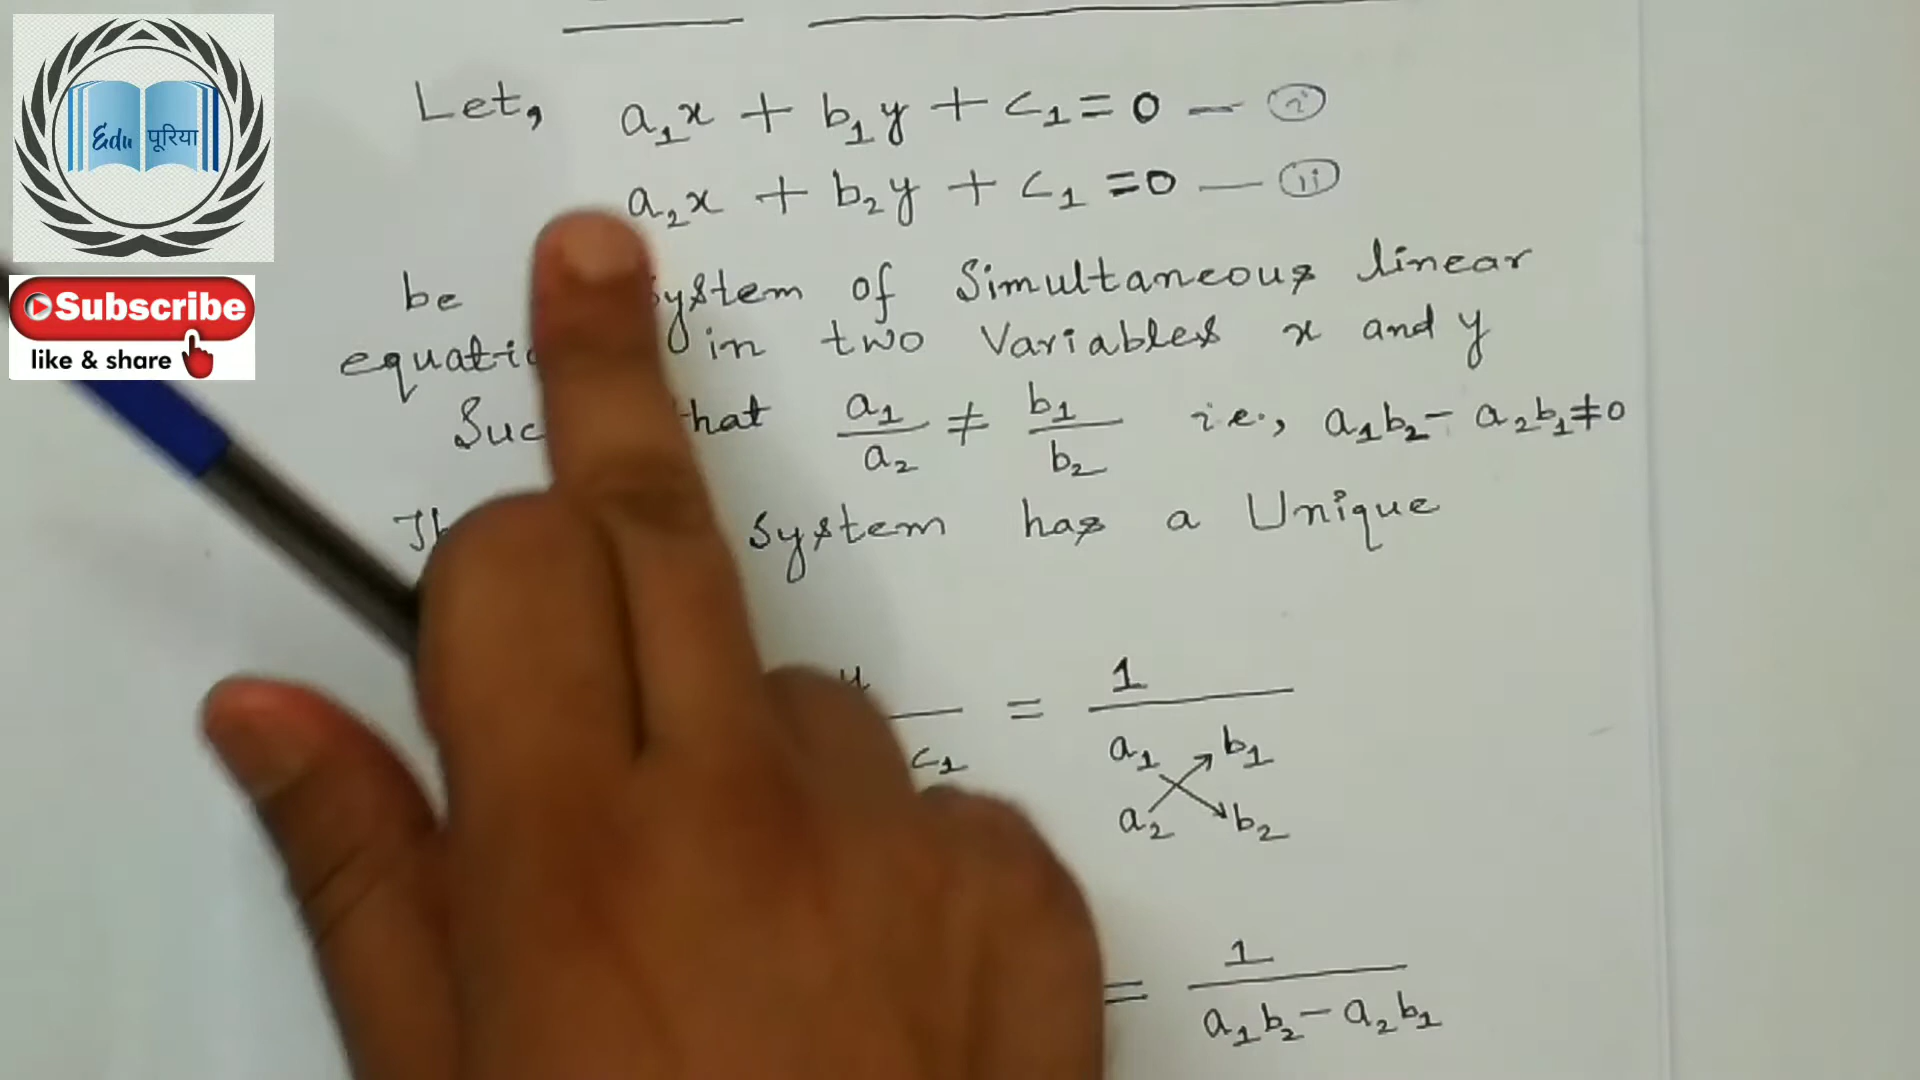 Edu पूरिया
Subscribe
like & share
Let, a₁x + b₁y + c₁ = 0 — (i)
a₂x + b₂y + c₁ = 0 — (ii)
be system of Simultaneous linear
in two Variables x and y
that a₁/a₂ ≠ b₁/b₂ i.e., a₁b₂ - a₂b₁ ≠ 0
system has a Unique
y = 1
c₁ a₁ b₁
a₂ b₂
= 1/(a₁b₂ - a₂b₁)